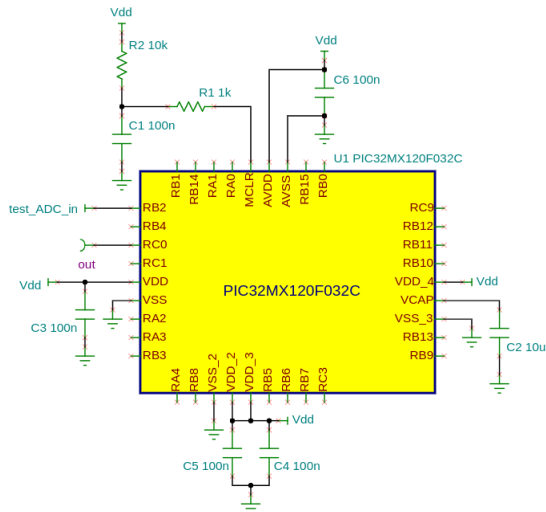 Vdd
R2 10k
Vdd
C6 100n
R1 1k
C1 100n
U1 PIC32MX120F032C
RB1
RB14
RA1
RA0
MCLR
AVDD
AVSS
RB15
RB0
test_ADC_in
RB2
RC9
RB4
RB12
RC0
RB11
out
RC1
RB10
Vdd
VDD
VDD_4
Vdd
PIC32MX120F032C
VSS
VCAP
RA2
VSS_3
C3 100n
RA3
RB13
RB3
RB9
C2 10u
RA4
RB8
VSS_2
VDD_2
VDD_3
RB5
RB6
RB7
RC3
Vdd
C5 100n
C4 100n